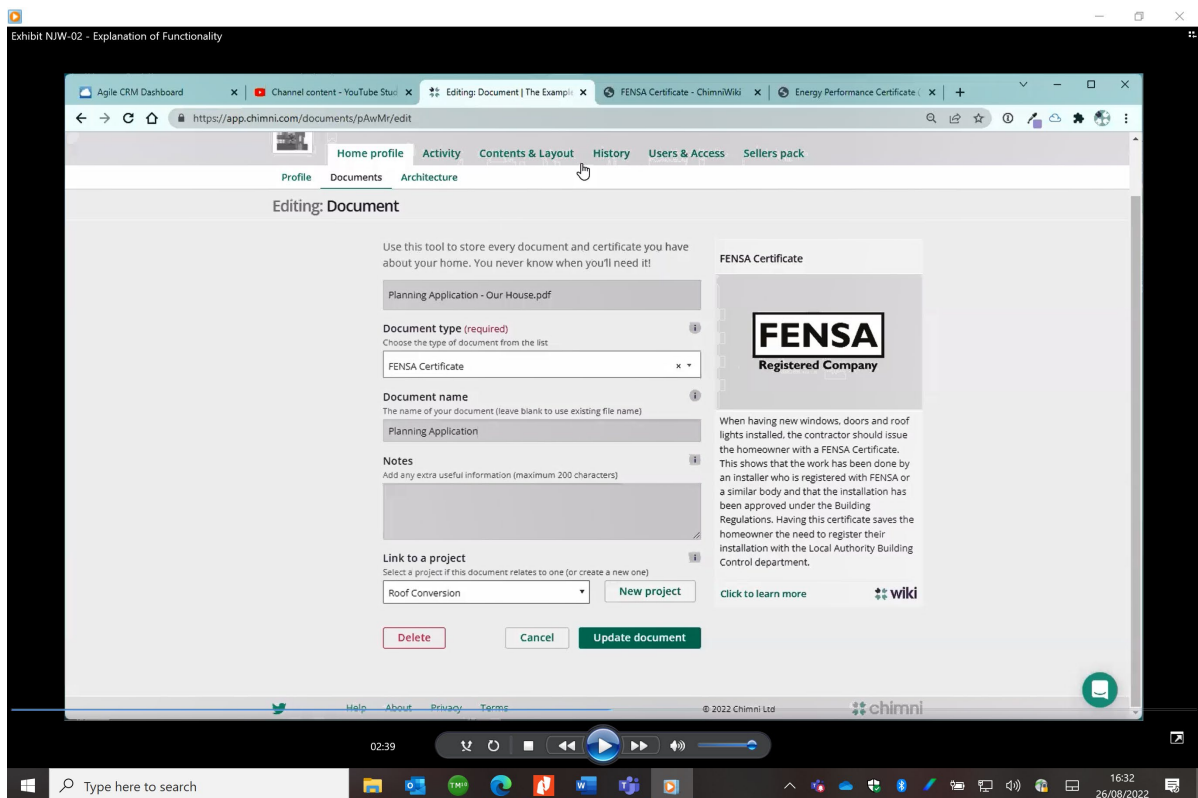 Exhibit NJW-02 - Explanation of Functionality
Agile CRM Dashboard
Channel content - YouTube Stud
Editing: Document | The Example
FENSA Certificate - ChimniWiki
Energy Performance Certificate (
https://app.chimni.com/documents/pAwMr/edit
Home profile Activity Contents & Layout History Users & Access Sellers pack
Profile Documents Architecture
Editing: Document
Use this tool to store every document and certificate you have
about your home. You never know when you'll need it!
Planning Application - Our House.pdf
Document type (required)
Choose the type of document from the list
FENSA Certificate
Document name
The name of your document (leave blank to use existing file name)
Planning Application
Notes
Add any extra useful information (maximum 200 characters)
Link to a project
Select a project if this document relates to one (or create a new one)
Roof Conversion
New project
Delete Cancel Update document
FENSA Certificate
FENSA
Registered Company
When having new windows, doors and roof
lights installed, the contractor should issue
the homeowner with a FENSA Certificate.
This shows that the work has been done by
an installer who is registered with FENSA or
a similar body and that the installation has
been approved under the Building
Regulations. Having this certificate saves the
homeowner the need to register their
installation with the Local Authority Building
Control department.
Click to learn more
wiki
Help About Privacy Terms
© 2022 Chimni Ltd
chimni
02:39
Type here to search
16:32
26/08/2022